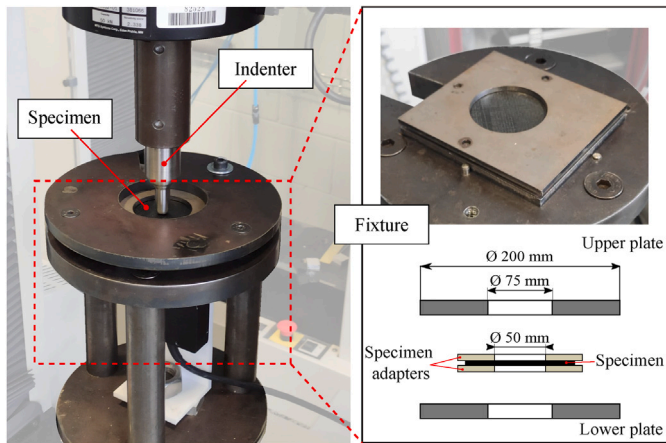 Indenter
Specimen
Fixture
Upper plate
Ø 200 mm
Ø 75 mm
Ø 50 mm
Specimen
adapters
Specimen
Lower plate